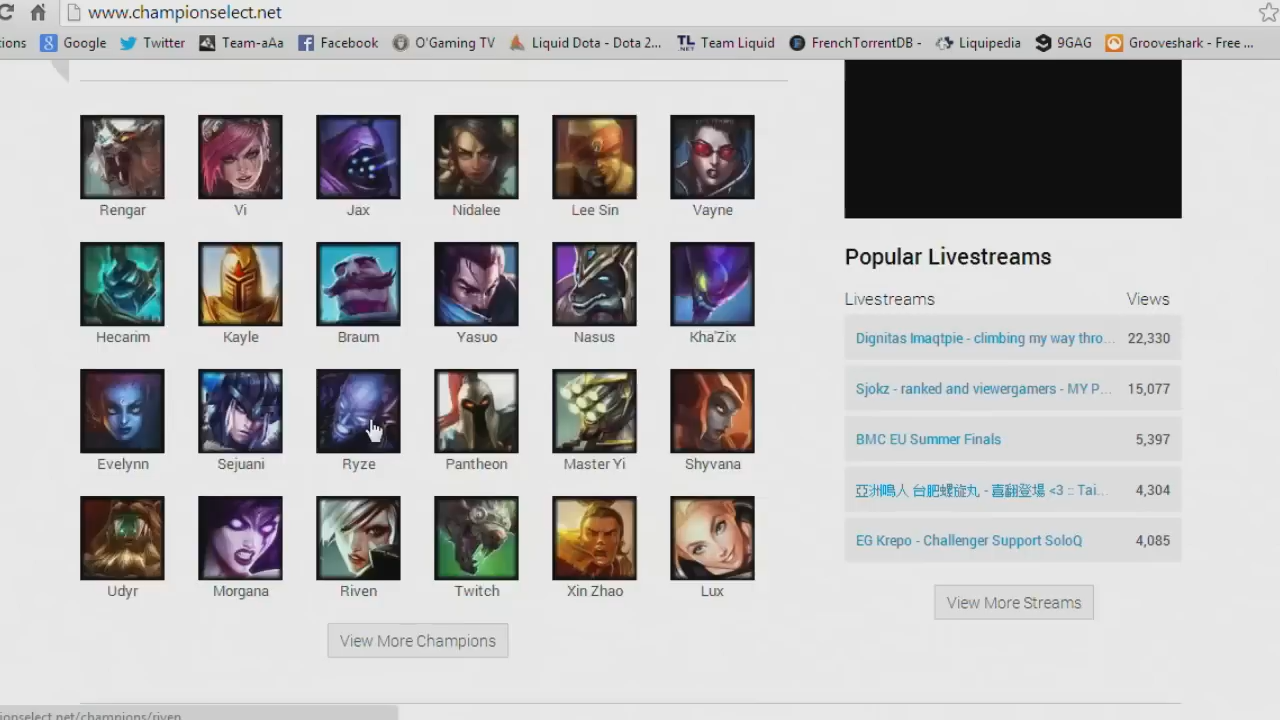 www.championselect.net
ions Google Twitter Team-aAa Facebook O'Gaming TV Liquid Dota - Dota 2... TL.NET Team Liquid FrenchTorrentDB - Liquipedia 9GAG Grooveshark - Free ...
Rengar Vi Jax Nidalee Lee Sin Vayne
Hecarim Kayle Braum Yasuo Nasus Kha'Zix
Evelynn Sejuani Ryze Pantheon Master Yi Shyvana
Udyr Morgana Riven Twitch Xin Zhao Lux
View More Champions
Popular Livestreams
Livestreams Views
Dignitas Imaqtpie - climbing my way thro... 22,330
Sjokz - ranked and viewergamers - MY P... 15,077
BMC EU Summer Finals 5,397
亞洲鳴人 台肥螺旋丸 - 喜翻登場 <3 :: Tai... 4,304
EG Krepo - Challenger Support SoloQ 4,085
View More Streams
ionselect.net/champions/riven